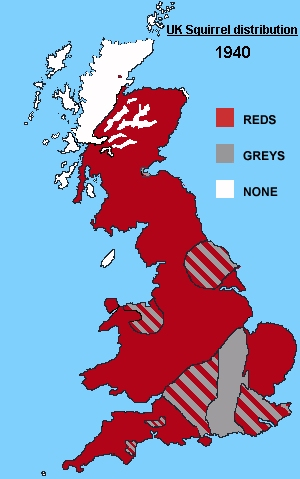 UK Squirrel distribution
1940
REDS
GREYS
NONE